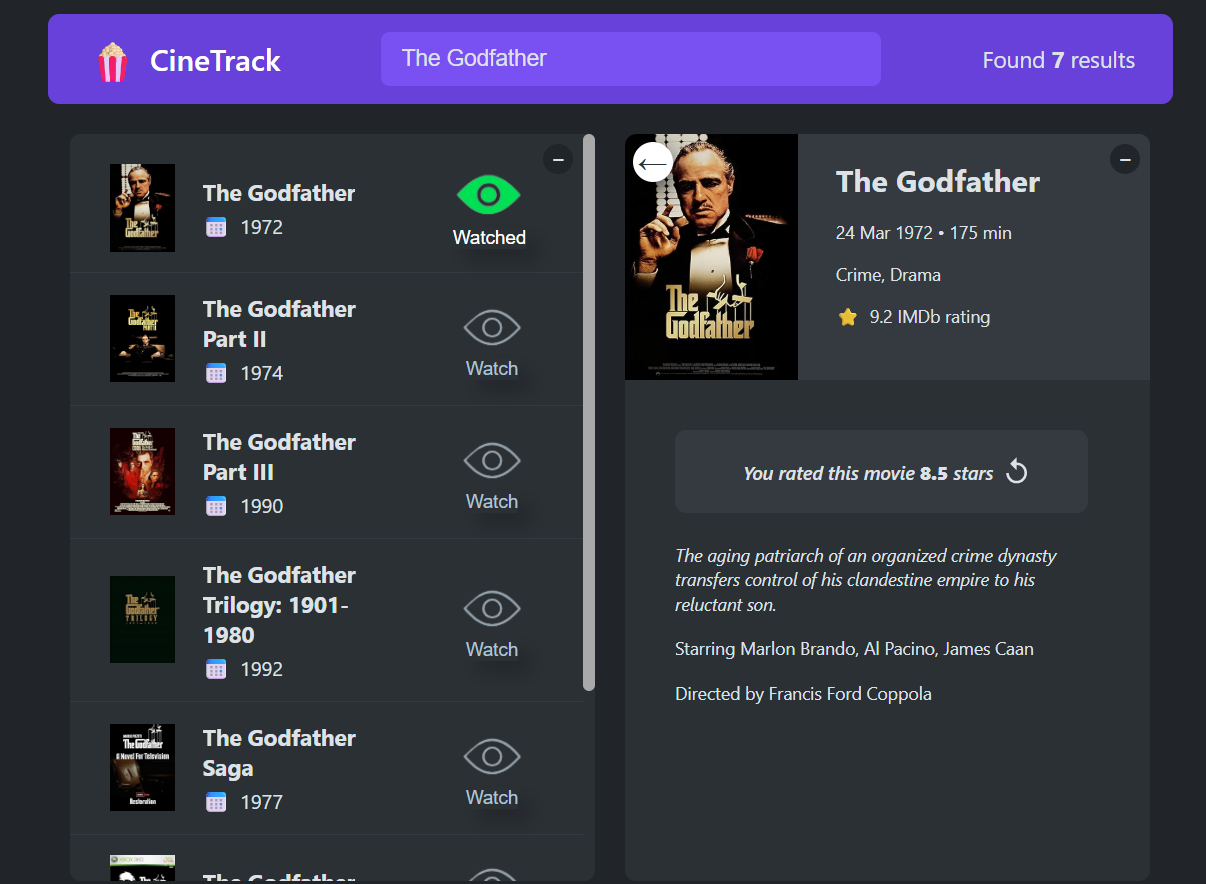 CineTrack
The Godfather
Found 7 results
The Godfather
1972
Watched
The Godfather
Part II
1974
Watch
The Godfather
Part III
1990
Watch
The Godfather
Trilogy: 1901-
1980
1992
Watch
The Godfather
Saga
1977
Watch
The Godfather
The
Godfather
The Godfather
24 Mar 1972 • 175 min
Crime, Drama
9.2 IMDb rating
You rated this movie 8.5 stars
The aging patriarch of an organized crime dynasty
transfers control of his clandestine empire to his
reluctant son.
Starring Marlon Brando, Al Pacino, James Caan
Directed by Francis Ford Coppola